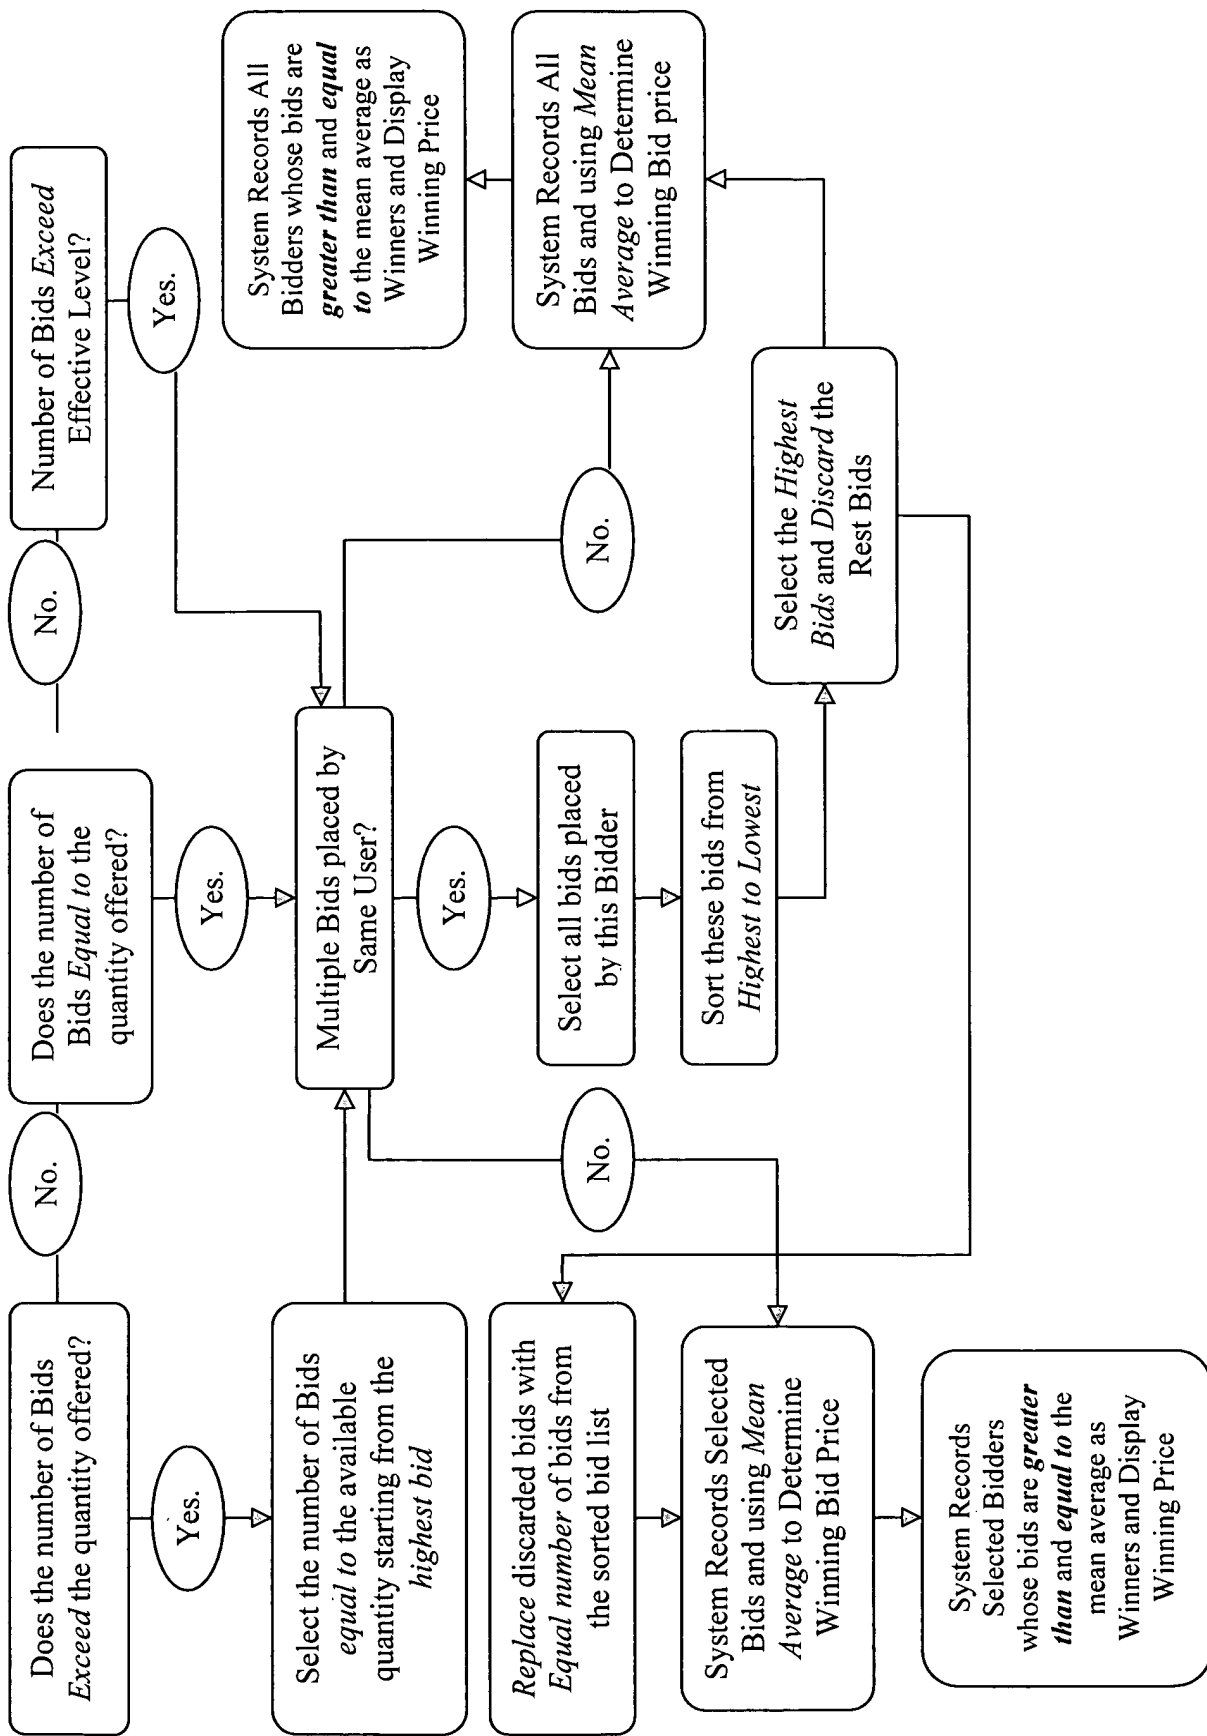 Does the number of Bids
Exceed the quantity offered?
No.
Does the number of
Bids Equal to the
quantity offered?
No.
Number of Bids Exceed
Effective Level?
Yes.
Yes.
Yes.
Select the number of Bids
equal to the available
quantity starting from the
highest bid
Multiple Bids placed by
Same User?
System Records All
Bidders whose bids are
greater than and equal
to the mean average as
Winners and Display
Winning Price
Yes.
No.
No.
Replace discarded bids with
Equal number of bids from
the sorted bid list
Select all bids placed
by this Bidder
System Records All
Bids and using Mean
Average to Determine
Winning Bid price
System Records Selected
Bids and using Mean
Average to Determine
Winning Bid Price
Sort these bids from
Highest to Lowest
Select the Highest
Bids and Discard the
Rest Bids
System Records
Selected Bidders
whose bids are greater
than and equal to the
mean average as
Winners and Display
Winning Price